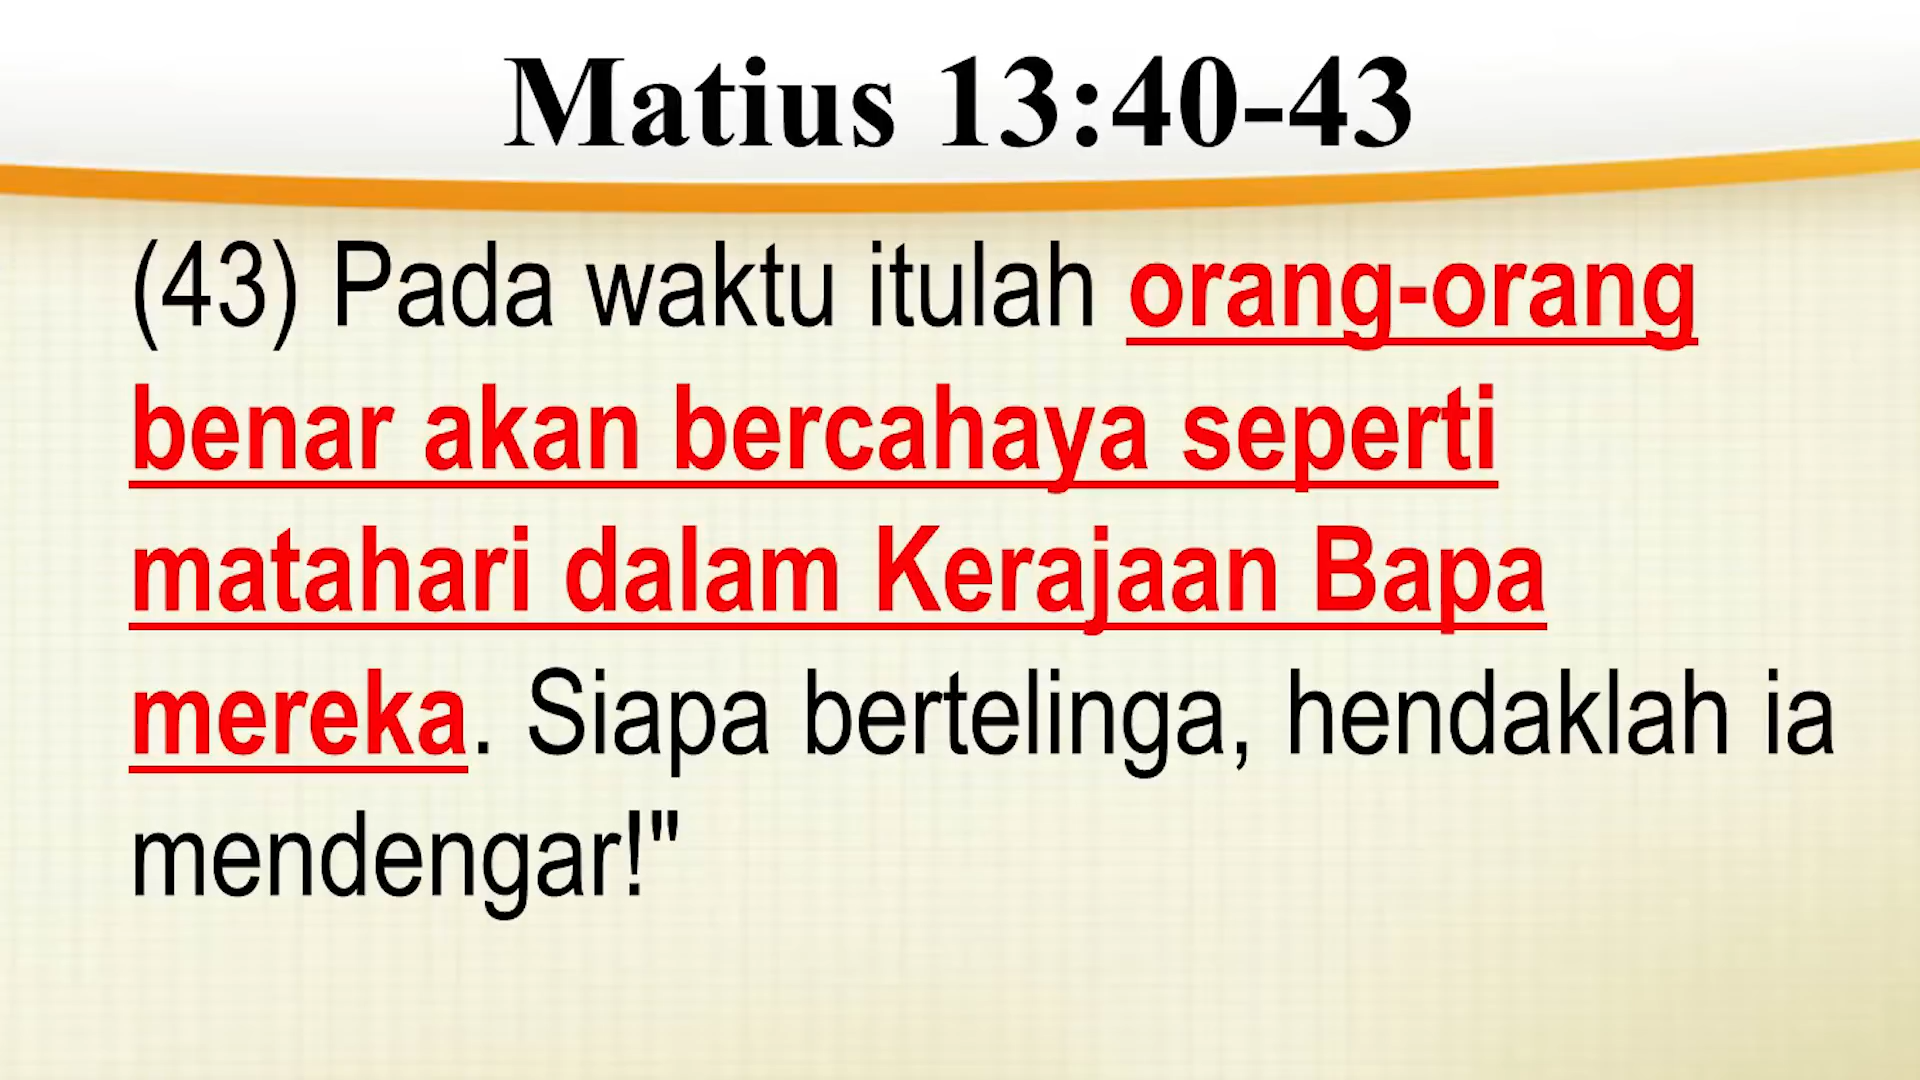 Matius 13:40-43
(43) Pada waktu itulah orang-orang
benar akan bercahaya seperti
matahari dalam Kerajaan Bapa
mereka. Siapa bertelinga, hendaklah ia
mendengar!"